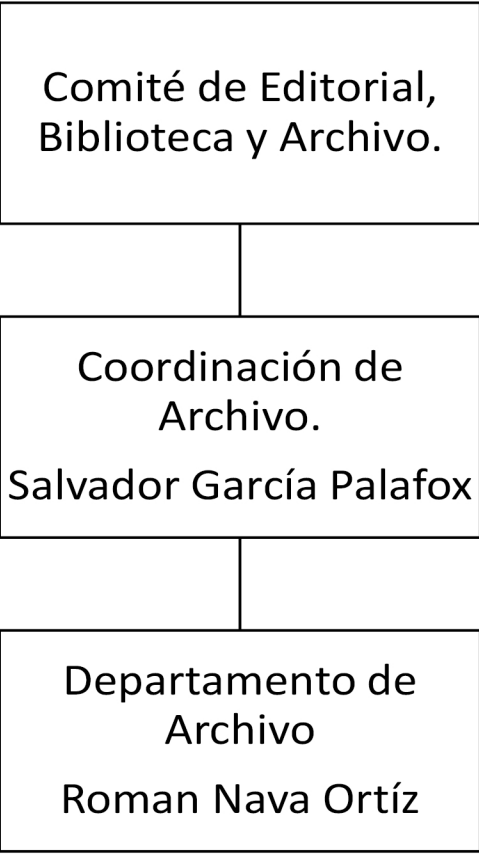 Comité de Editorial,
Biblioteca y Archivo.
Coordinación de
Archivo.
Salvador García Palafox
Departamento de
Archivo
Roman Nava Ortíz